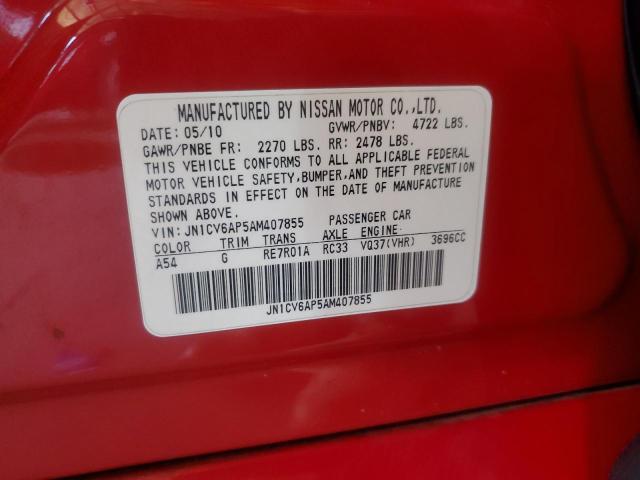 MANUFACTURED BY NISSAN MOTOR CO.,LTD.
DATE: 05/10 GVWR/PNBV: 4722 LBS.
GAWR/PNBE FR: 2270 LBS. RR: 2478 LBS.
THIS VEHICLE CONFORMS TO ALL APPLICABLE FEDERAL
MOTOR VEHICLE SAFETY,BUMPER,AND THEFT PREVENTION
STANDARDS IN EFFECT ON THE DATE OF MANUFACTURE
SHOWN ABOVE.
VIN: JN1CV6AP5AM407855 PASSENGER CAR
COLOR TRIM TRANS AXLE ENGINE:
A54 G RE7R01A RC33 VQ37(VHR) 3696CC
JN1CV6AP5AM407855